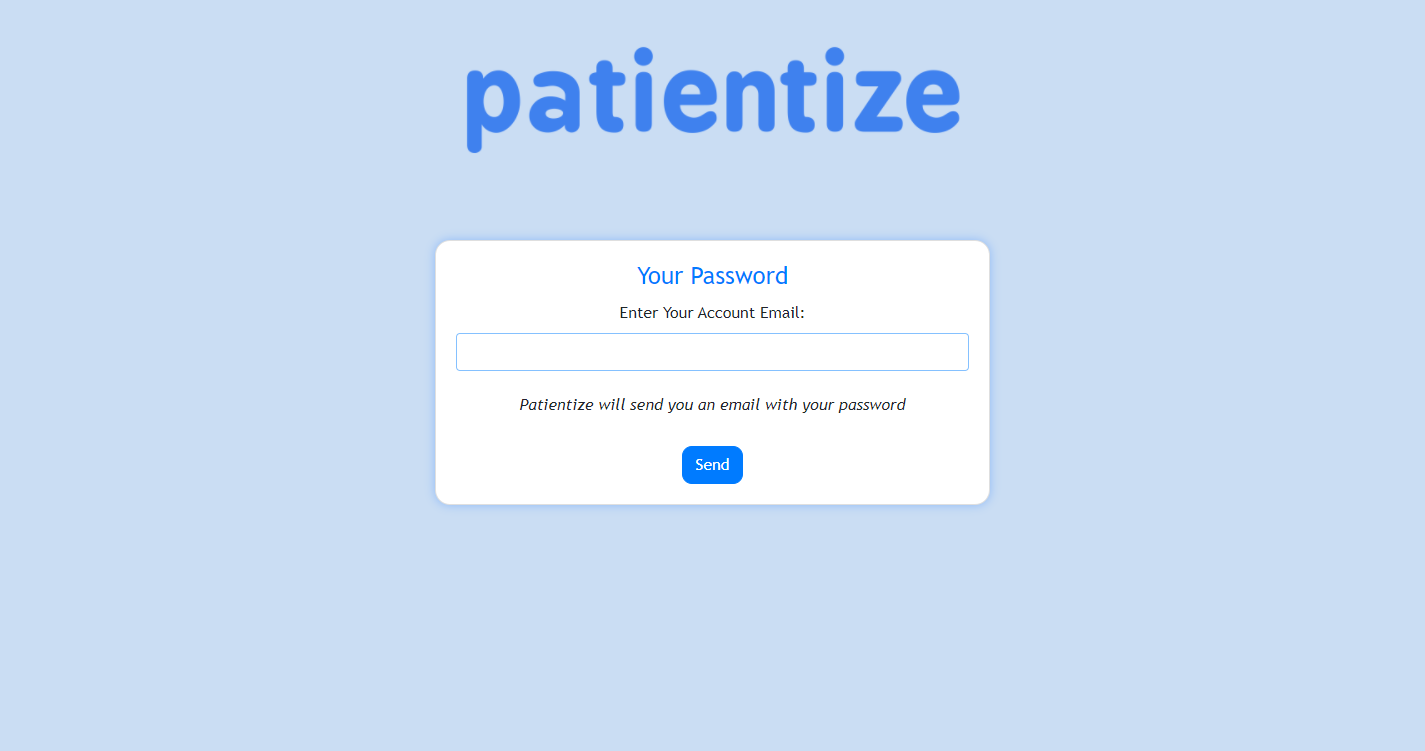 patientize
Your Password
Enter Your Account Email:
Patientize will send you an email with your password
Send